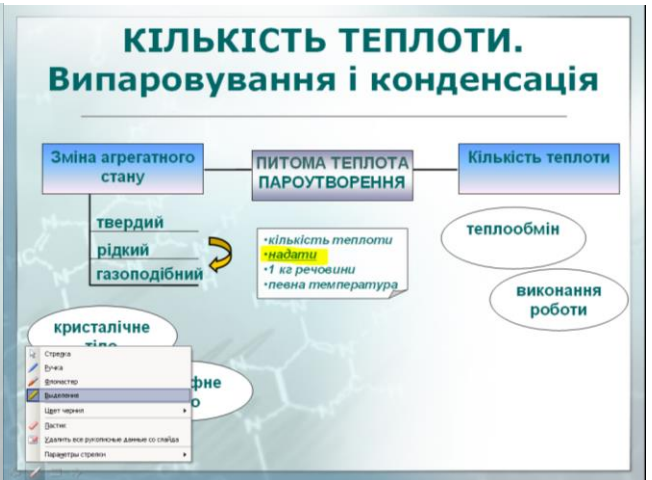 КІЛЬКІСТЬ ТЕПЛОТИ.
Випаровування і конденсація
Зміна агрегатного
стану
ПИТОМА ТЕПЛОТА
ПАРОУТВОРЕННЯ
Кількість теплоти
твердий
рідкий
газоподібний
•кількість теплоти
•надати
•1 кг речовини
•певна температура
теплообмін
виконання
роботи
кристалічне
Стрелка
Ручка
Фломастер
Выделение
Цвет чернил
Ластик
Удалить все рукописные данные со слайда
Параметры стрелки